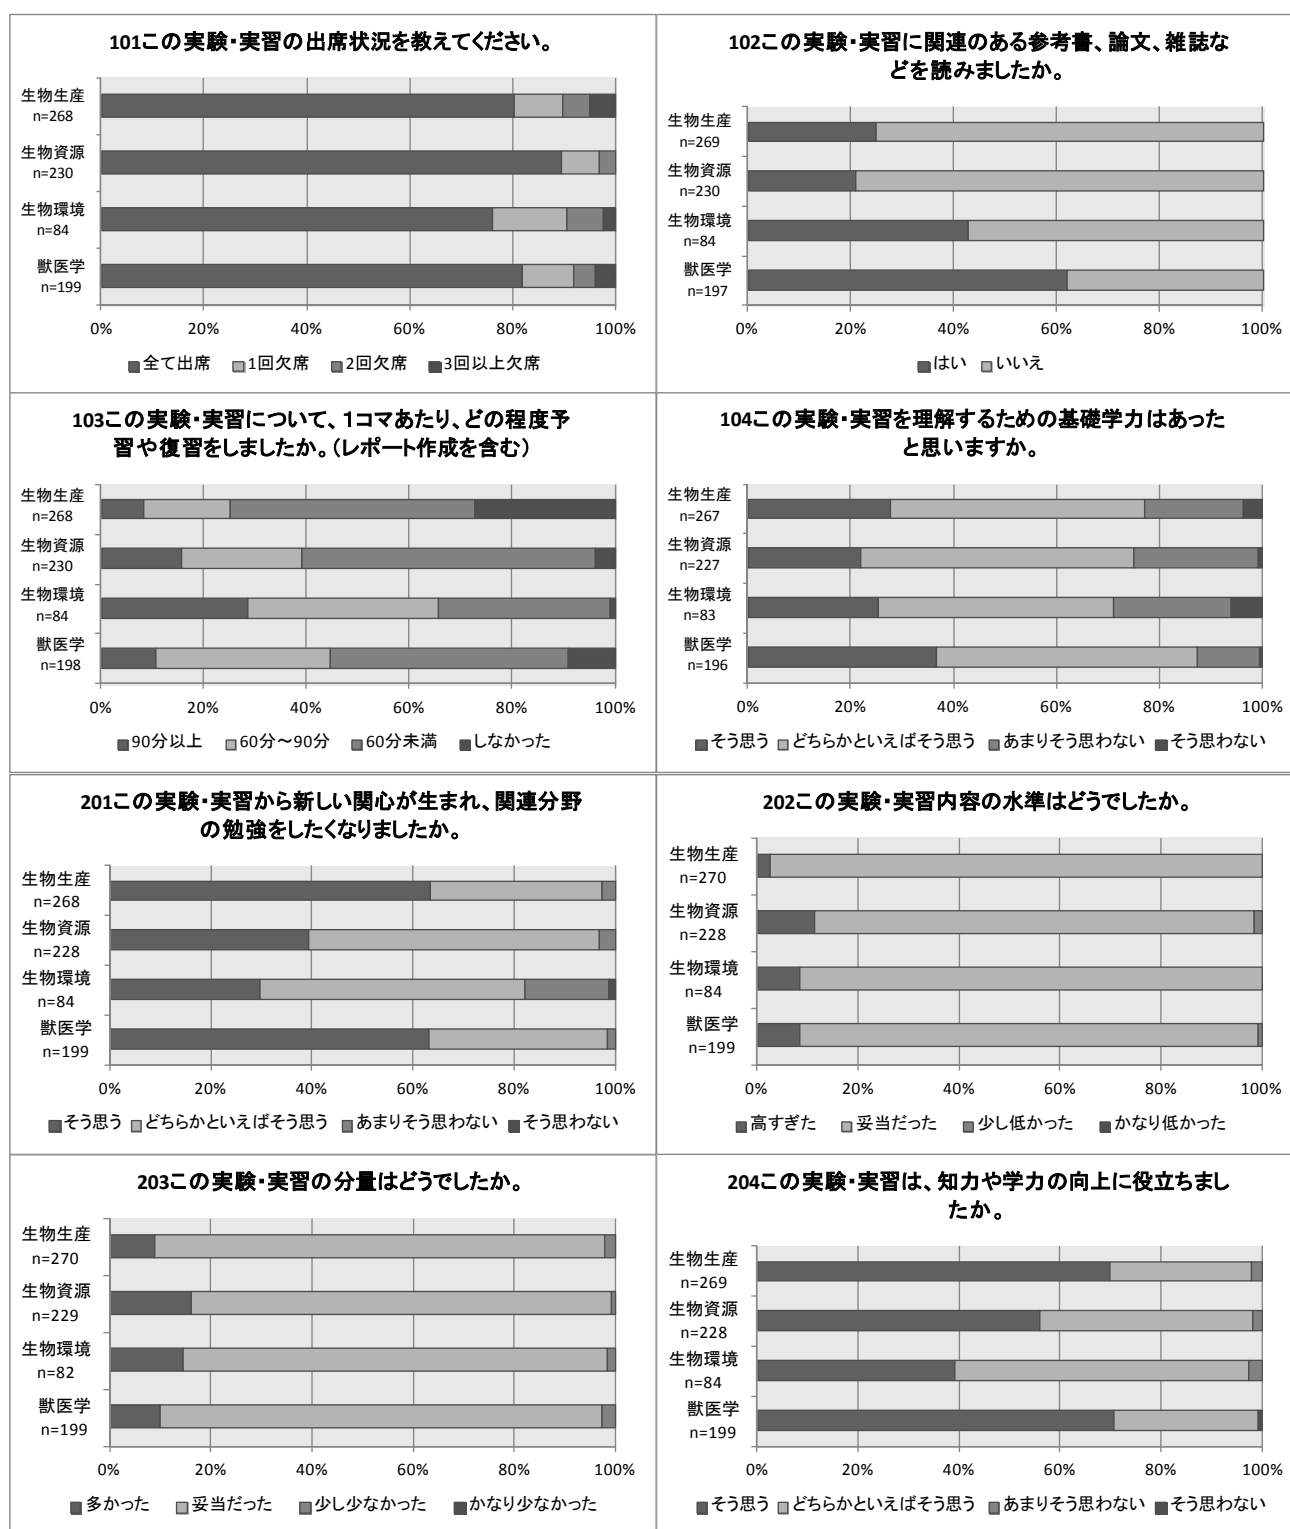 101この実験・実習の出席状況を教えてください。
生物生産
n=268
生物資源
n=230
生物環境
n=84
獣医学
n=199
0% 20% 40% 60% 80% 100%
■全て出席 ■1回欠席 ■2回欠席 ■3回以上欠席
102この実験・実習に関連のある参考書、論文、雑誌な
どを読みましたか。
生物生産
n=269
生物資源
n=230
生物環境
n=84
獣医学
n=197
0% 20% 40% 60% 80% 100%
■はい ■いいえ
103この実験・実習について、1コマあたり、どの程度予
習や復習をしましたか。(レポート作成を含む)
生物生産
n=268
生物資源
n=230
生物環境
n=84
獣医学
n=198
0% 20% 40% 60% 80% 100%
■90分以上 ■60分～90分 ■60分未満 ■しなかった
104この実験・実習を理解するための基礎学力はあった
と思いますか。
生物生産
n=267
生物資源
n=227
生物環境
n=83
獣医学
n=196
0% 20% 40% 60% 80% 100%
■そう思う ■どちらかといえばそう思う ■あまりそう思わない ■そう思わない
201この実験・実習から新しい関心が生まれ、関連分野
の勉強をしたくなりましたか。
生物生産
n=268
生物資源
n=228
生物環境
n=84
獣医学
n=199
0% 20% 40% 60% 80% 100%
■そう思う ■どちらかといえばそう思う ■あまりそう思わない ■そう思わない
202この実験・実習内容の水準はどうでしたか。
生物生産
n=270
生物資源
n=228
生物環境
n=84
獣医学
n=199
0% 20% 40% 60% 80% 100%
■高すぎた ■妥当だった ■少し低かった ■かなり低かった
203この実験・実習の分量はどうでしたか。
生物生産
n=270
生物資源
n=229
生物環境
n=82
獣医学
n=199
0% 20% 40% 60% 80% 100%
■多かった ■妥当だった ■少し少なかった ■かなり少なかった
204この実験・実習は、知力や学力の向上に役立ちまし
たか。
生物生産
n=269
生物資源
n=228
生物環境
n=84
獣医学
n=199
0% 20% 40% 60% 80% 100%
■そう思う ■どちらかといえばそう思う ■あまりそう思わない ■そう思わない